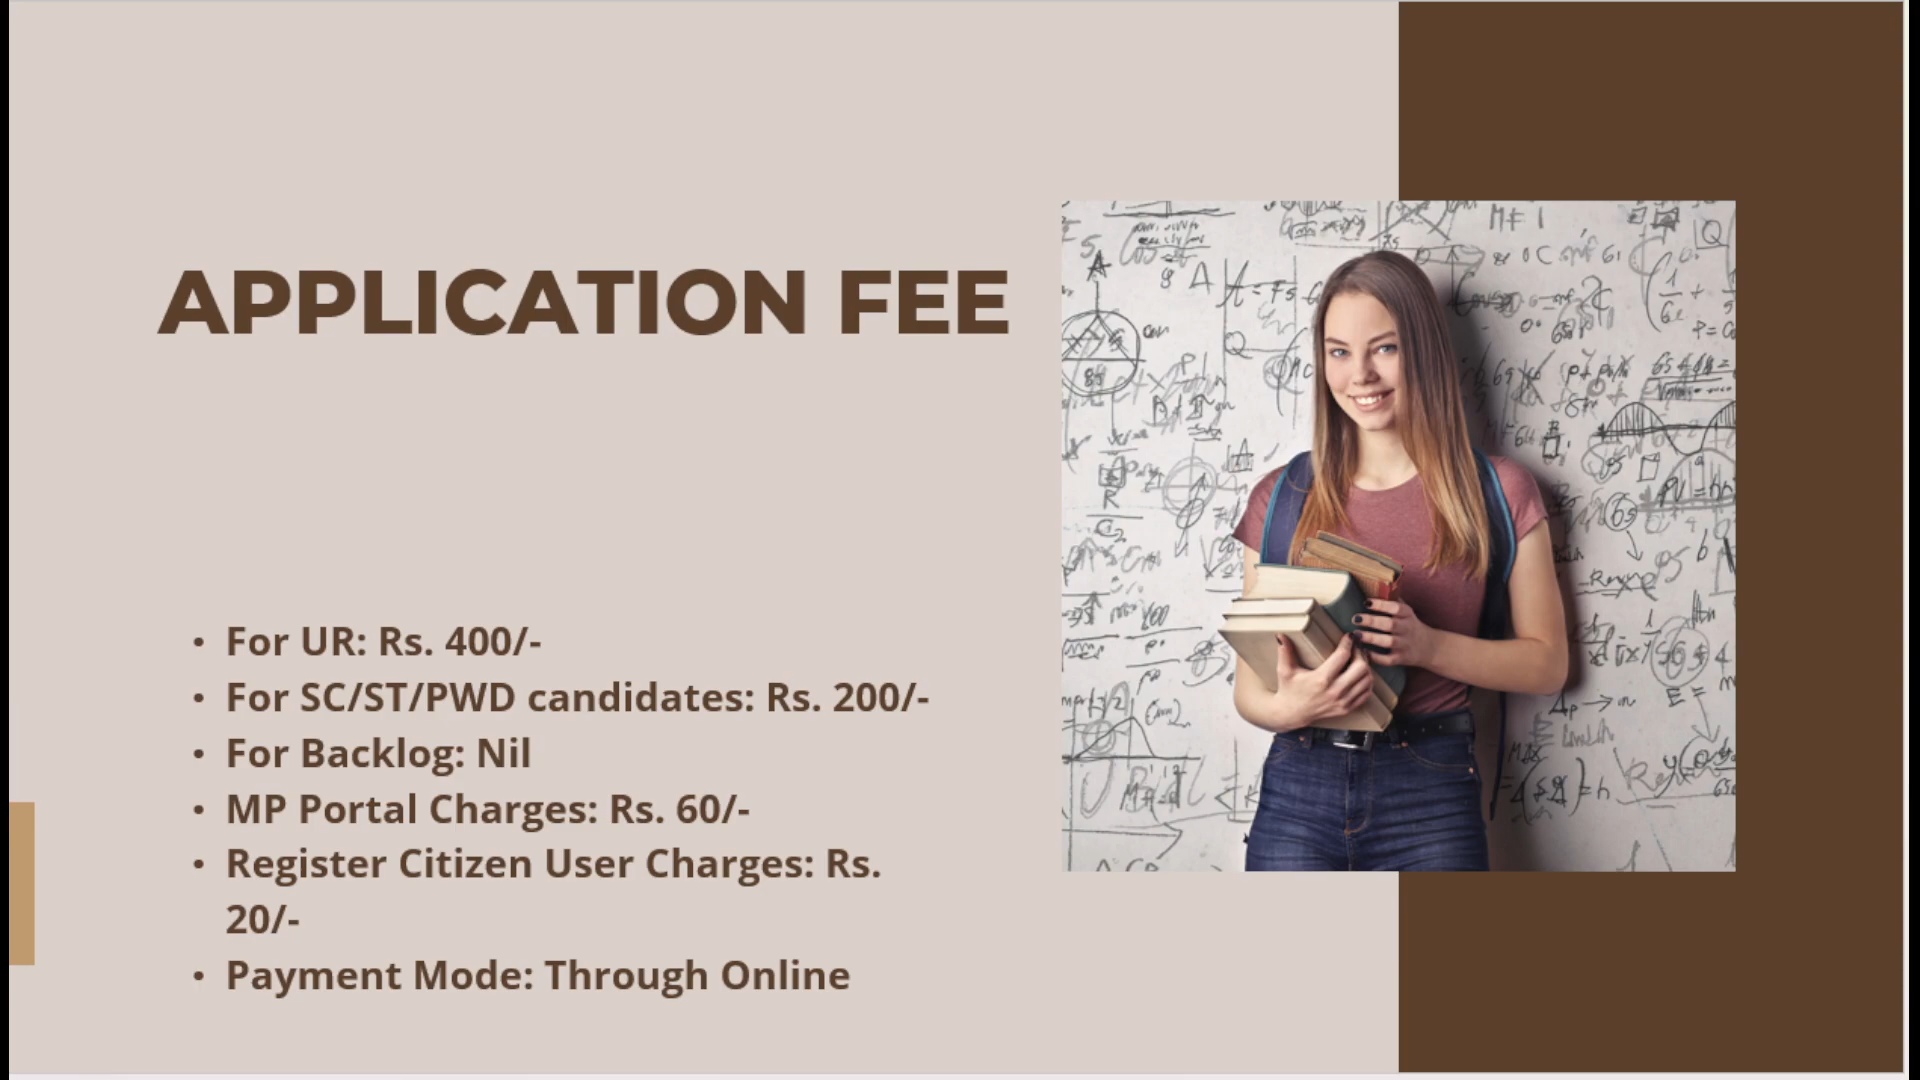 APPLICATION FEE
• For UR: Rs. 400/-
• For SC/ST/PWD candidates: Rs. 200/-
• For Backlog: Nil
• MP Portal Charges: Rs. 60/-
• Register Citizen User Charges: Rs.
20/-
• Payment Mode: Through Online